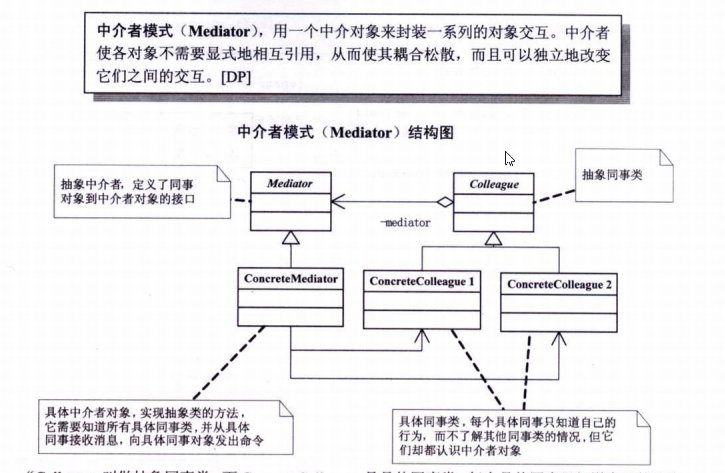 中介者模式（Mediator），用一个中介对象来封装一系列的对象交互。中介者
使各对象不需要显式地相互引用，从而使其耦合松散，而且可以独立地改变
它们之间的交互。[DP]
中介者模式（Mediator）结构图
抽象中介者，定义了同事
对象到中介者对象的接口
Mediator
-mediator
Colleague
抽象同事类
ConcreteMediator
ConcreteColleague 1
ConcreteColleague 2
具体中介者对象，实现抽象类的方法，
它需要知道所有具体同事类，并从具体
同事接收消息，向具体同事对象发出命令
具体同事类，每个具体同事只知道自己的
行为，而不了解其他同事类的情况，但它
们却都认识中介者对象